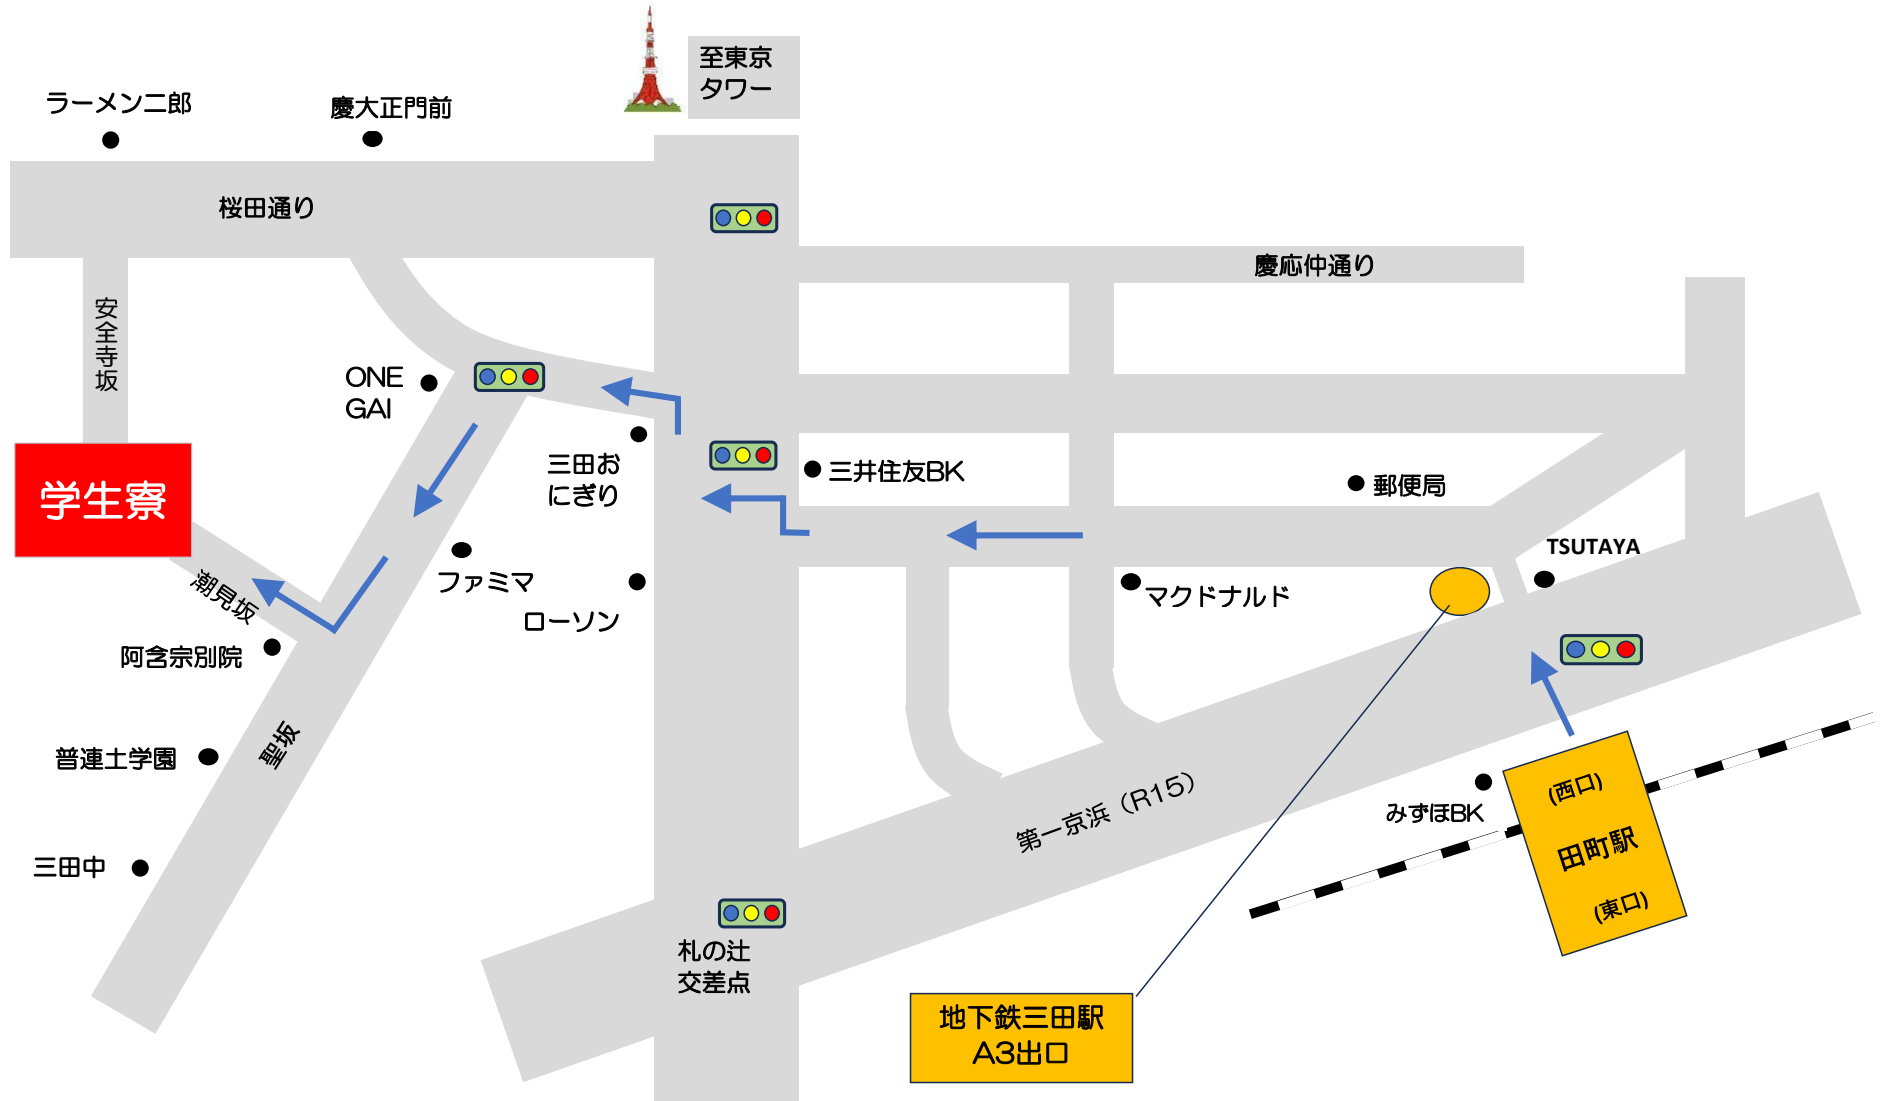 至東京
タワー
ラーメン二郎
慶大正門前
桜田通り
慶応仲通り
安全寺坂
ONE
GAI
三田お
にぎり
三井住友BK
郵便局
学生寮
TSUTAYA
ファミマ
マクドナルド
潮見坂
ローソン
阿含宗別院
聖坂
普連土学園
(西口)
みずほBK
第一京浜（R15）
田町駅
三田中
(東口)
札の辻
交差点
地下鉄三田駅
A3出口